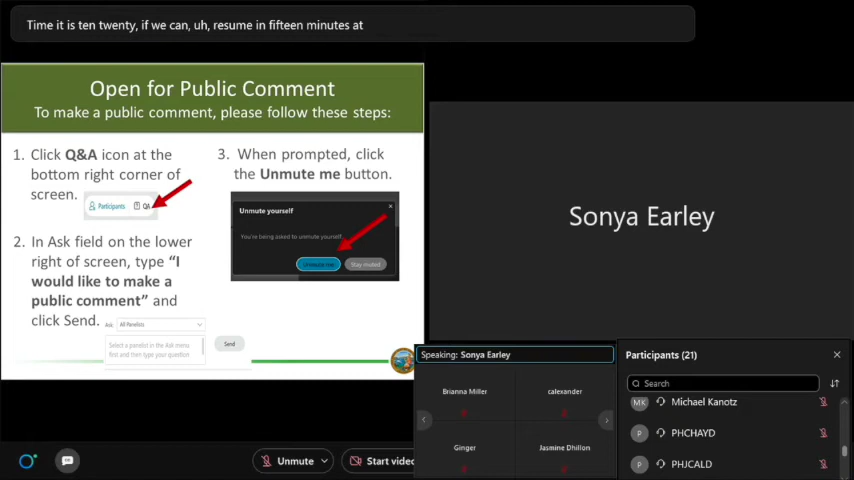 Time it is ten twenty, if we can, uh, resume in fifteen minutes at
Open for Public Comment
To make a public comment, please follow these steps:
1. Click Q&A icon at the
bottom right corner of
screen.
Participants
QA
2. In Ask field on the lower
right of screen, type “I
would like to make a
public comment” and
click Send.
Ask: All Panelists
Select a panelist in the Ask menu
first and then type your question
Send
3. When prompted, click
the Unmute me button.
Unmute yourself
You're being asked to unmute yourself.
Unmute me
Stay muted
Sonya Earley
Speaking: Sonya Earley
Brianna Miller
calexander
Ginger
Jasmine Dhillon
Participants (21)
Search
MK Michael Kanotz
P PHCHAYD
P PHJCALD
Unmute
Start video